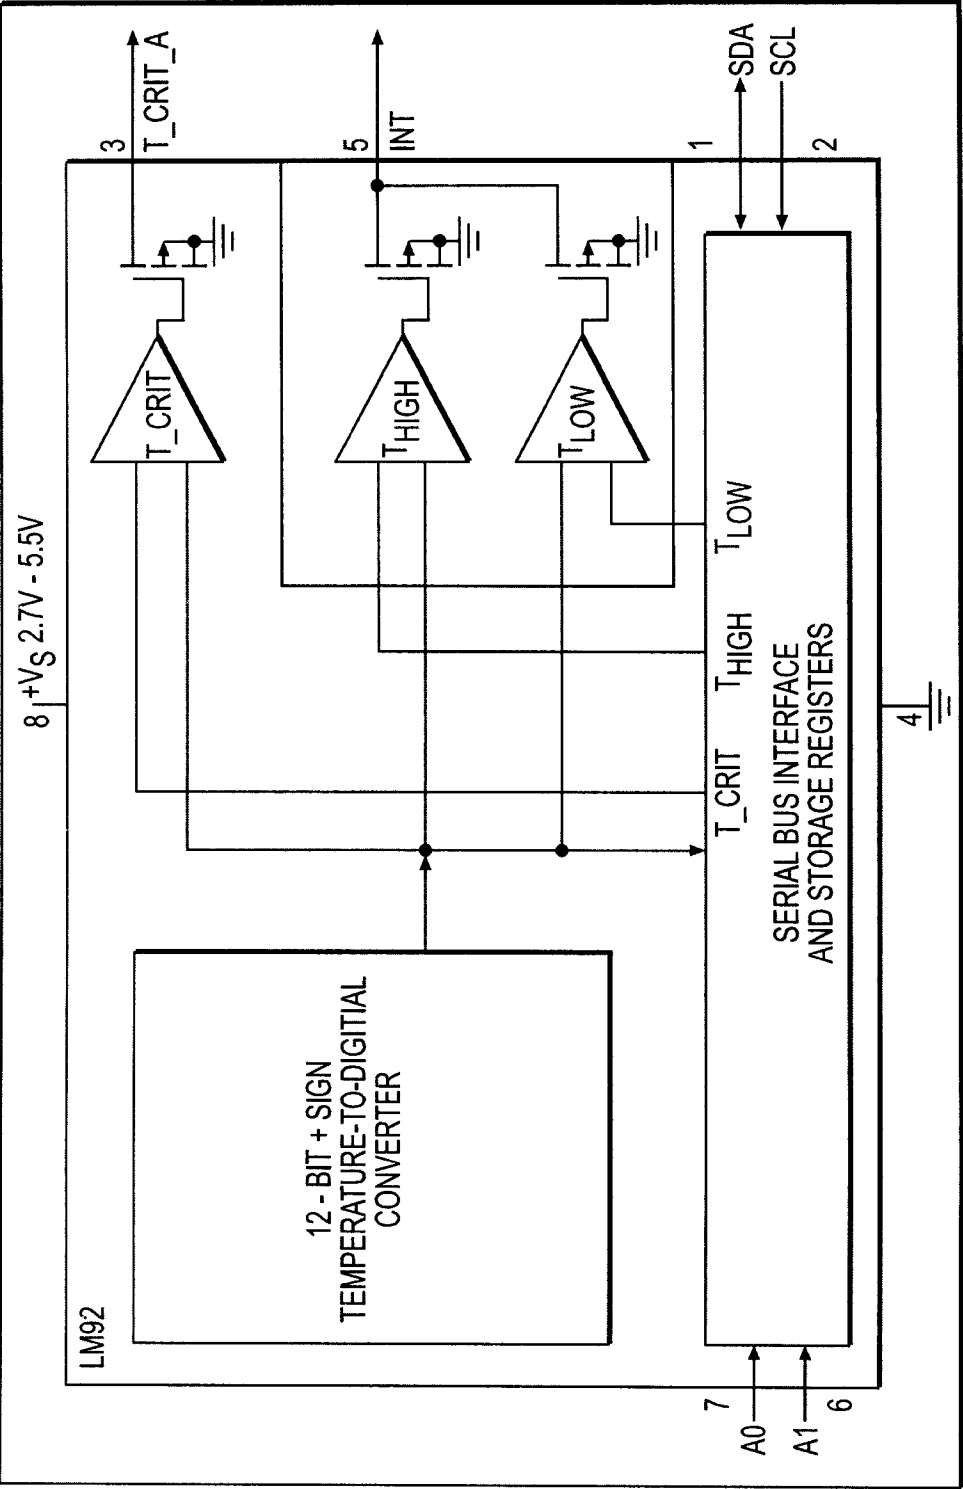 8 +VS 2.7V - 5.5V
LM92
12 - BIT + SIGN
TEMPERATURE-TO-DIGITIAL
CONVERTER
T_CRIT
3
T_CRIT_A
THIGH
5
INT
TLOW
T_CRIT
THIGH
TLOW
SERIAL BUS INTERFACE
AND STORAGE REGISTERS
1
SDA
SCL
2
7
A0
A1
6
4